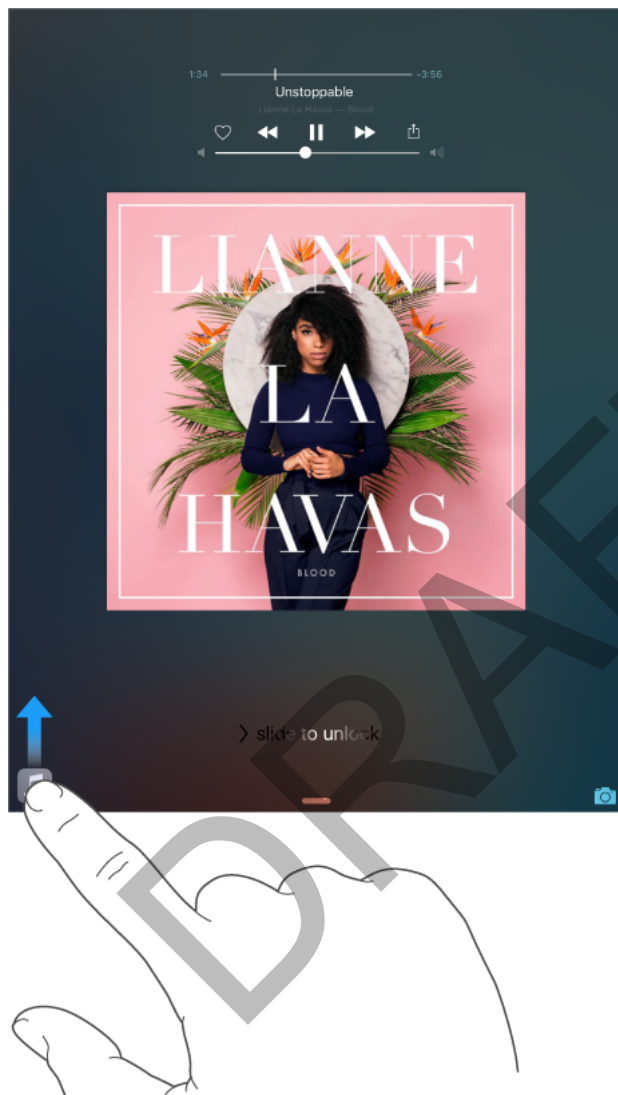 1:34 -3:56
Unstoppable
Lianne La Havas — Blood
LIANNE
LA
HAVAS
BLOOD
slide to unlock
DRAFT